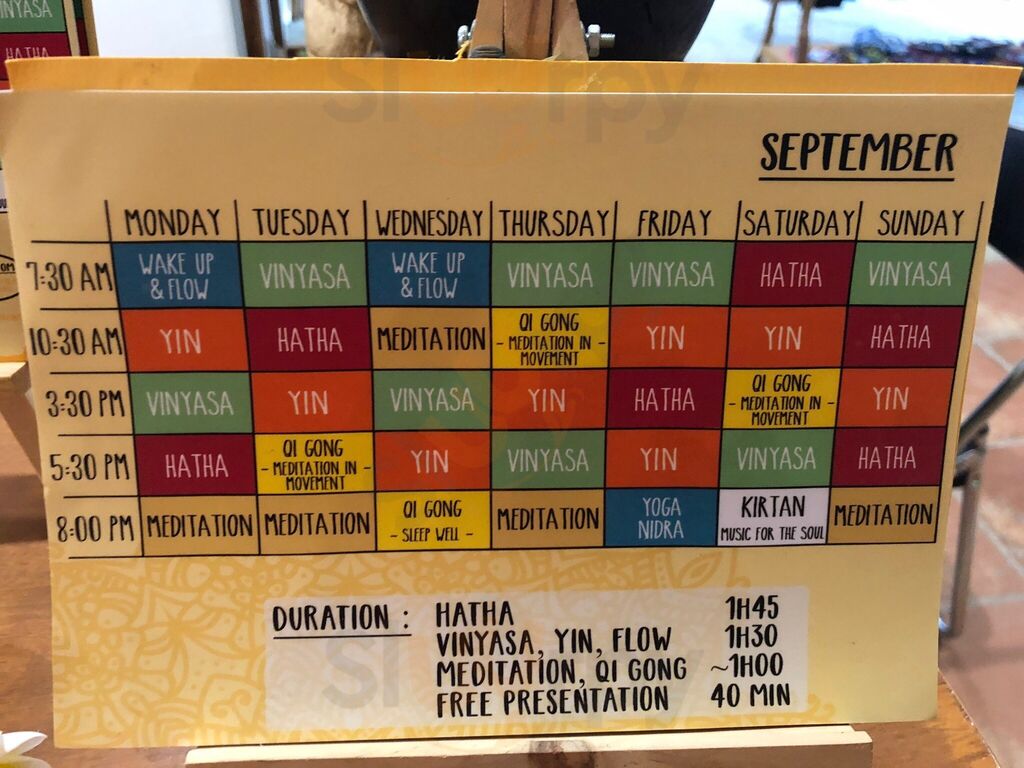 INYASA
HATHA
Sluurpy
SEPTEMBER
MONDAY TUESDAY WEDNESDAY THURSDAY FRIDAY SATURDAY SUNDAY
7:30 AM WAKE UP & FLOW VINYASA WAKE UP & FLOW VINYASA VINYASA HATHA VINYASA
10:30 AM YIN HATHA MEDITATION QI GONG - MEDITATION IN - MOVEMENT YIN YIN HATHA
3:30 PM VINYASA YIN VINYASA YIN HATHA QI GONG - MEDITATION IN - MOVEMENT YIN
5:30 PM HATHA QI GONG - MEDITATION IN - MOVEMENT YIN VINYASA YIN VINYASA HATHA
8:00 PM MEDITATION MEDITATION QI GONG - SLEEP WELL - MEDITATION YOGA NIDRA KIRTAN MUSIC FOR THE SOUL MEDITATION
DURATION : HATHA 1H45
VINYASA, YIN, FLOW 1H30
MEDITATION, QI GONG ~1H00
FREE PRESENTATION 40 MIN